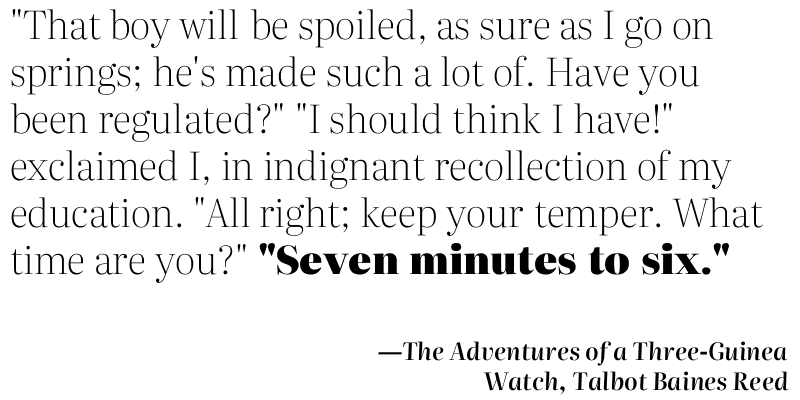 "That boy will be spoiled, as sure as I go on
springs; he's made such a lot of. Have you
been regulated?" "I should think I have!"
exclaimed I, in indignant recollection of my
education. "All right; keep your temper. What
time are you?" "Seven minutes to six."
—The Adventures of a Three-Guinea
Watch, Talbot Baines Reed